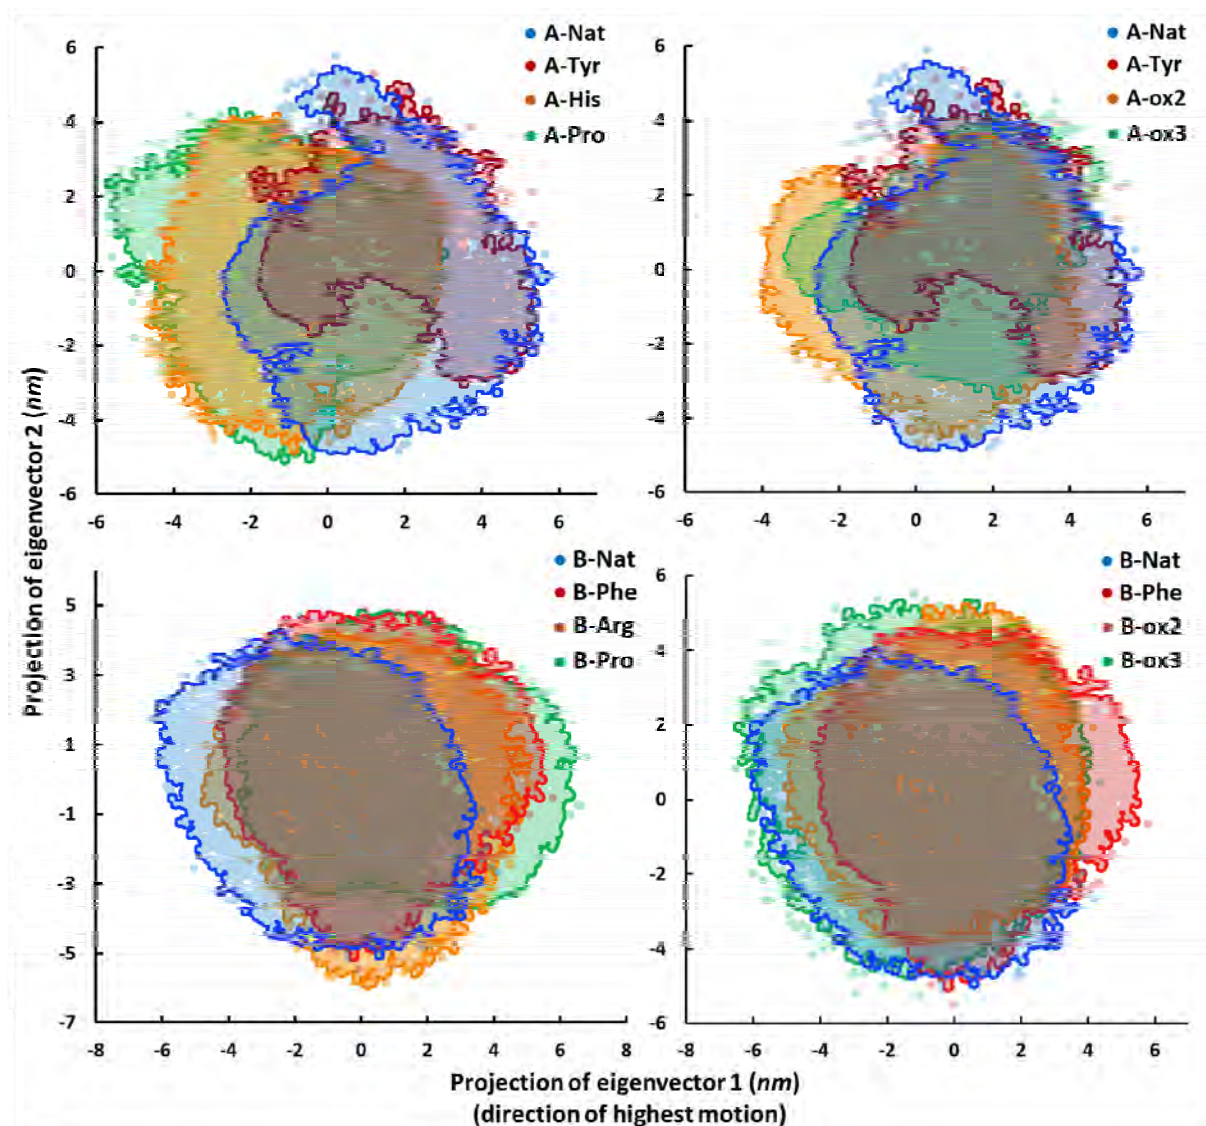 A-Nat
A-Tyr
A-His
A-Pro
6
4
2
0
-2
-4
-6
-6 -4 -2 0 2 4 6
A-Nat
A-Tyr
A-ox2
A-ox3
6
4
2
0
-2
-4
-6
-6 -4 -2 0 2 4 6
Projection of eigenvector 2 (nm)
B-Nat
B-Phe
B-Arg
B-Pro
5
3
1
-1
-3
-5
-7
-8 -6 -4 -2 0 2 4 6 8
B-Nat
B-Phe
B-ox2
B-ox3
6
4
2
0
-2
-4
-6
-8 -6 -4 -2 0 2 4 6
Projection of eigenvector 1 (nm)
(direction of highest motion)